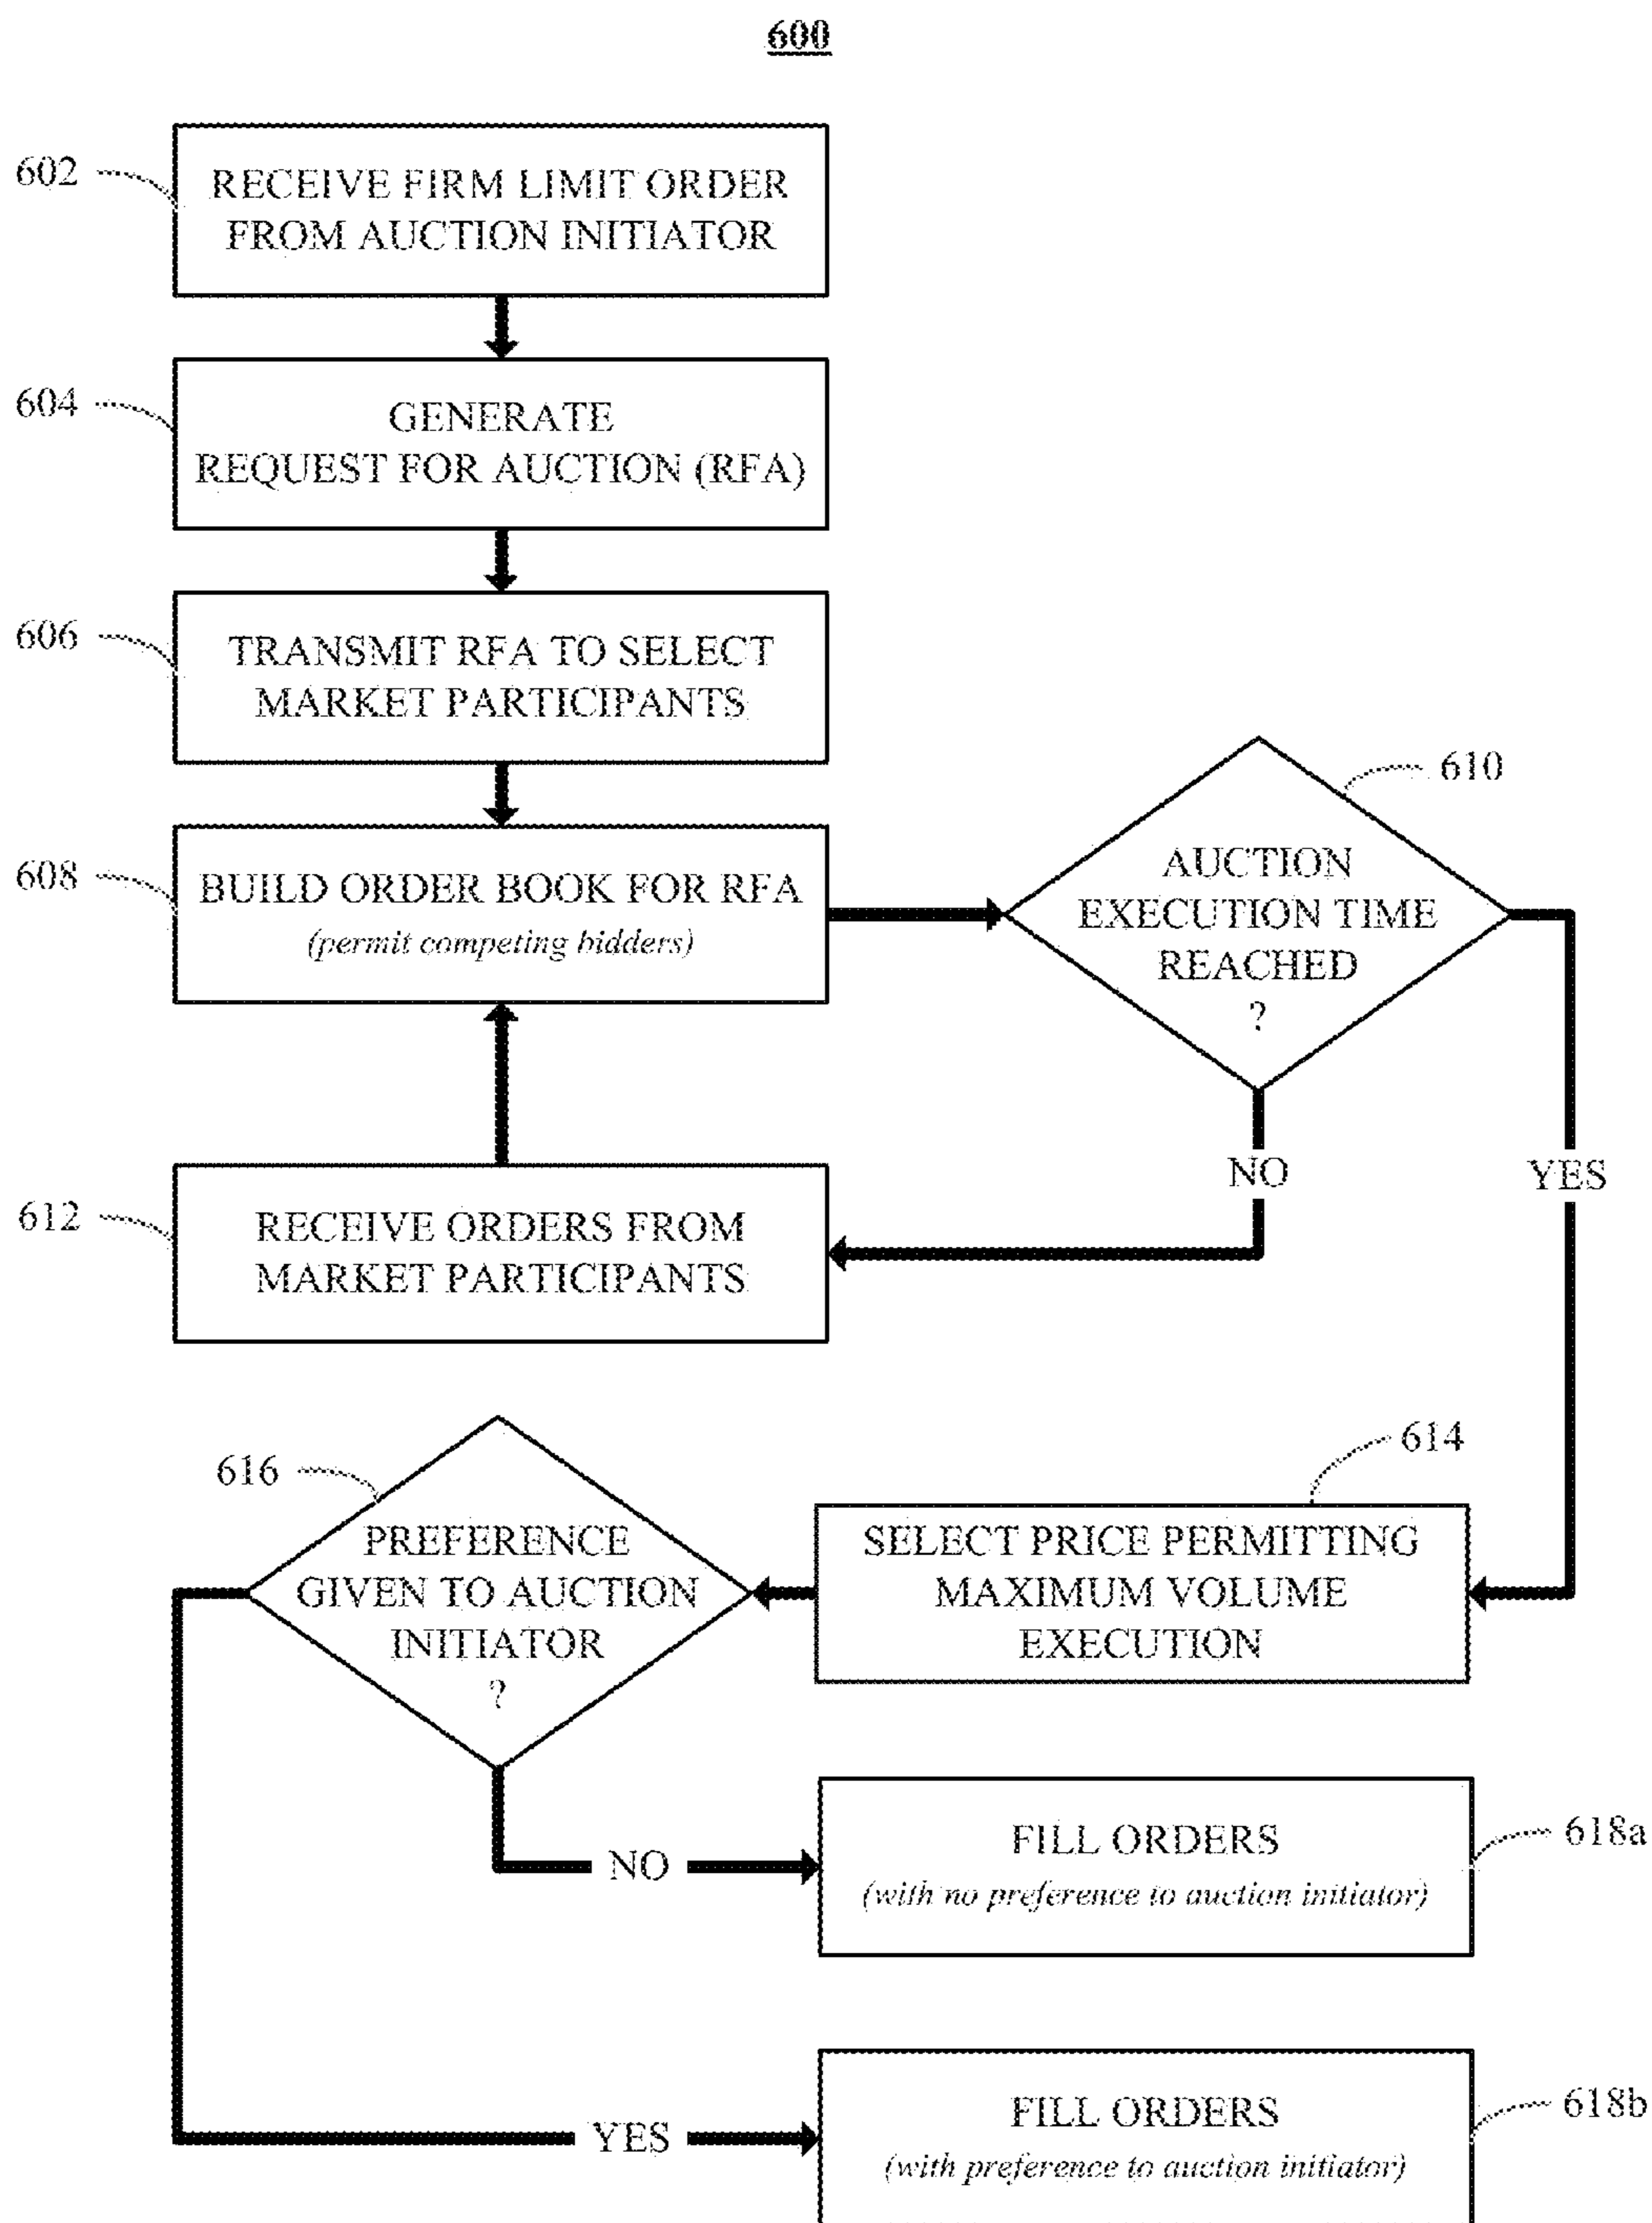 600
602
RECEIVE FIRM LIMIT ORDER
FROM AUCTION INITIATOR
604
GENERATE
REQUEST FOR AUCTION (RFA)
606
TRANSMIT RFA TO SELECT
MARKET PARTICIPANTS
608
BUILD ORDER BOOK FOR RFA
(permit competing bidders)
610
AUCTION
EXECUTION TIME
REACHED
?
NO
YES
612
RECEIVE ORDERS FROM
MARKET PARTICIPANTS
614
SELECT PRICE PERMITTING
MAXIMUM VOLUME
EXECUTION
616
PREFERENCE
GIVEN TO AUCTION
INITIATOR
?
NO
FILL ORDERS
(with no preference to auction initiator)
618a
YES
FILL ORDERS
(with preference to auction initiator)
618b